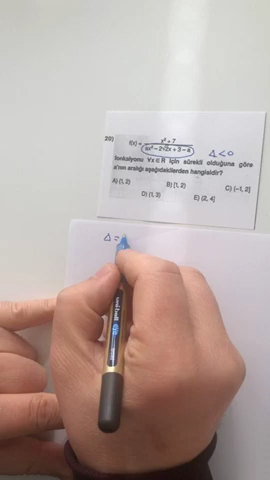 20)
x² + 7
f(x) = ax² – 2√2x + 3 – a
Δ < 0
fonksiyonu ∀x ∈ R için sürekli olduğuna göre
a'nın aralığı aşağıdakilerden hangisidir?
A) (1, 2) B) [1, 2) C) (–1, 2]
D) (1, 3) E) (2, 4]
Δ =